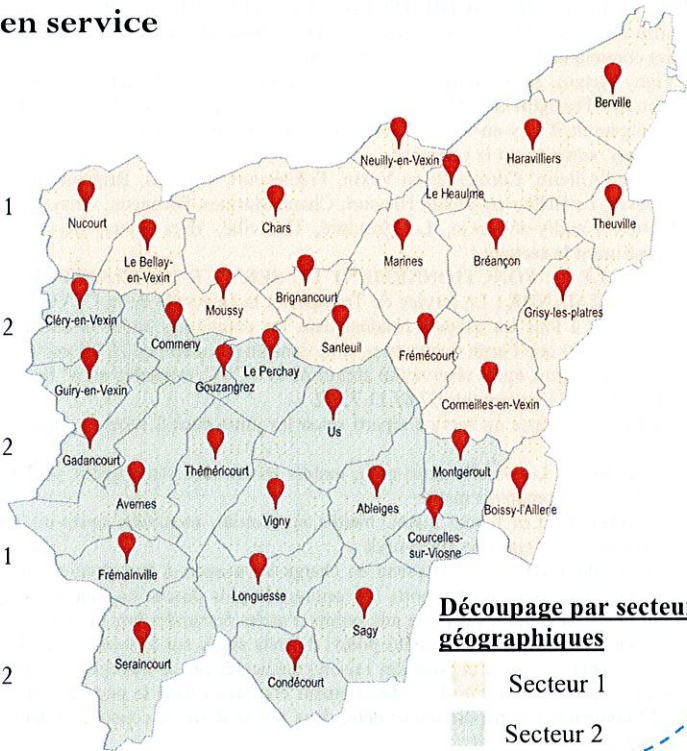 en service
Berville
Neuilly-en-Vexin
Haravilliers
Le Heaulme
1
Nucourt
Chars
Theuville
Le Bellay-
en-Vexin
Marines
Bréançon
Brignancourt
Moussy
Grisy-les-platres
2
Cléry-en-Vexin
Commeny
Santeuil
Frémécourt
Gouzangrez
Le Perchay
Guiry-en-Vexin
Cormeilles-en-Vexin
Us
2
Gadancourt
Théméricourt
Montgeroult
Avernes
Vigny
Ableiges
Boissy-l'Aillerie
Courcelles-
sur-Viosne
1
Frémainville
Longuesse
Sagy
Découpage par secteur
géographiques
Seraincourt
Condécourt
2
Secteur 1
Secteur 2